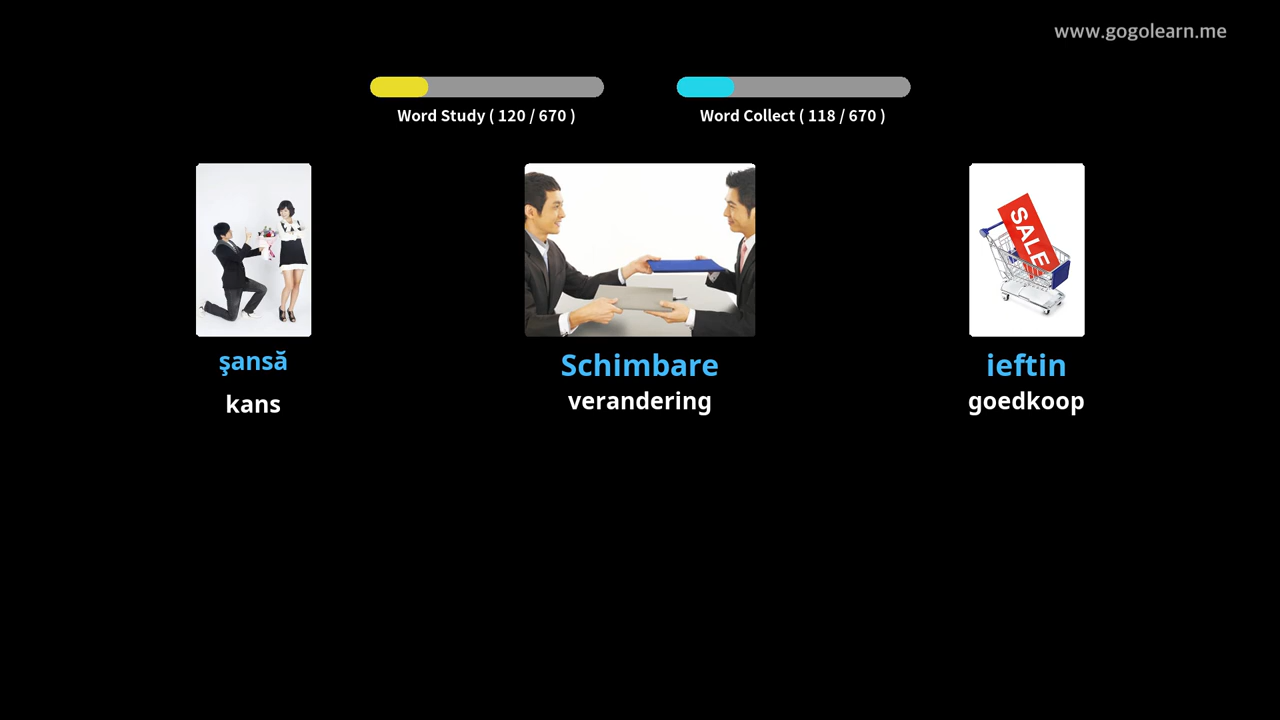 www.gogolearn.me
Word Study ( 120 / 670 )
Word Collect ( 118 / 670 )
SALE
şansă
Schimbare
ieftin
kans
verandering
goedkoop